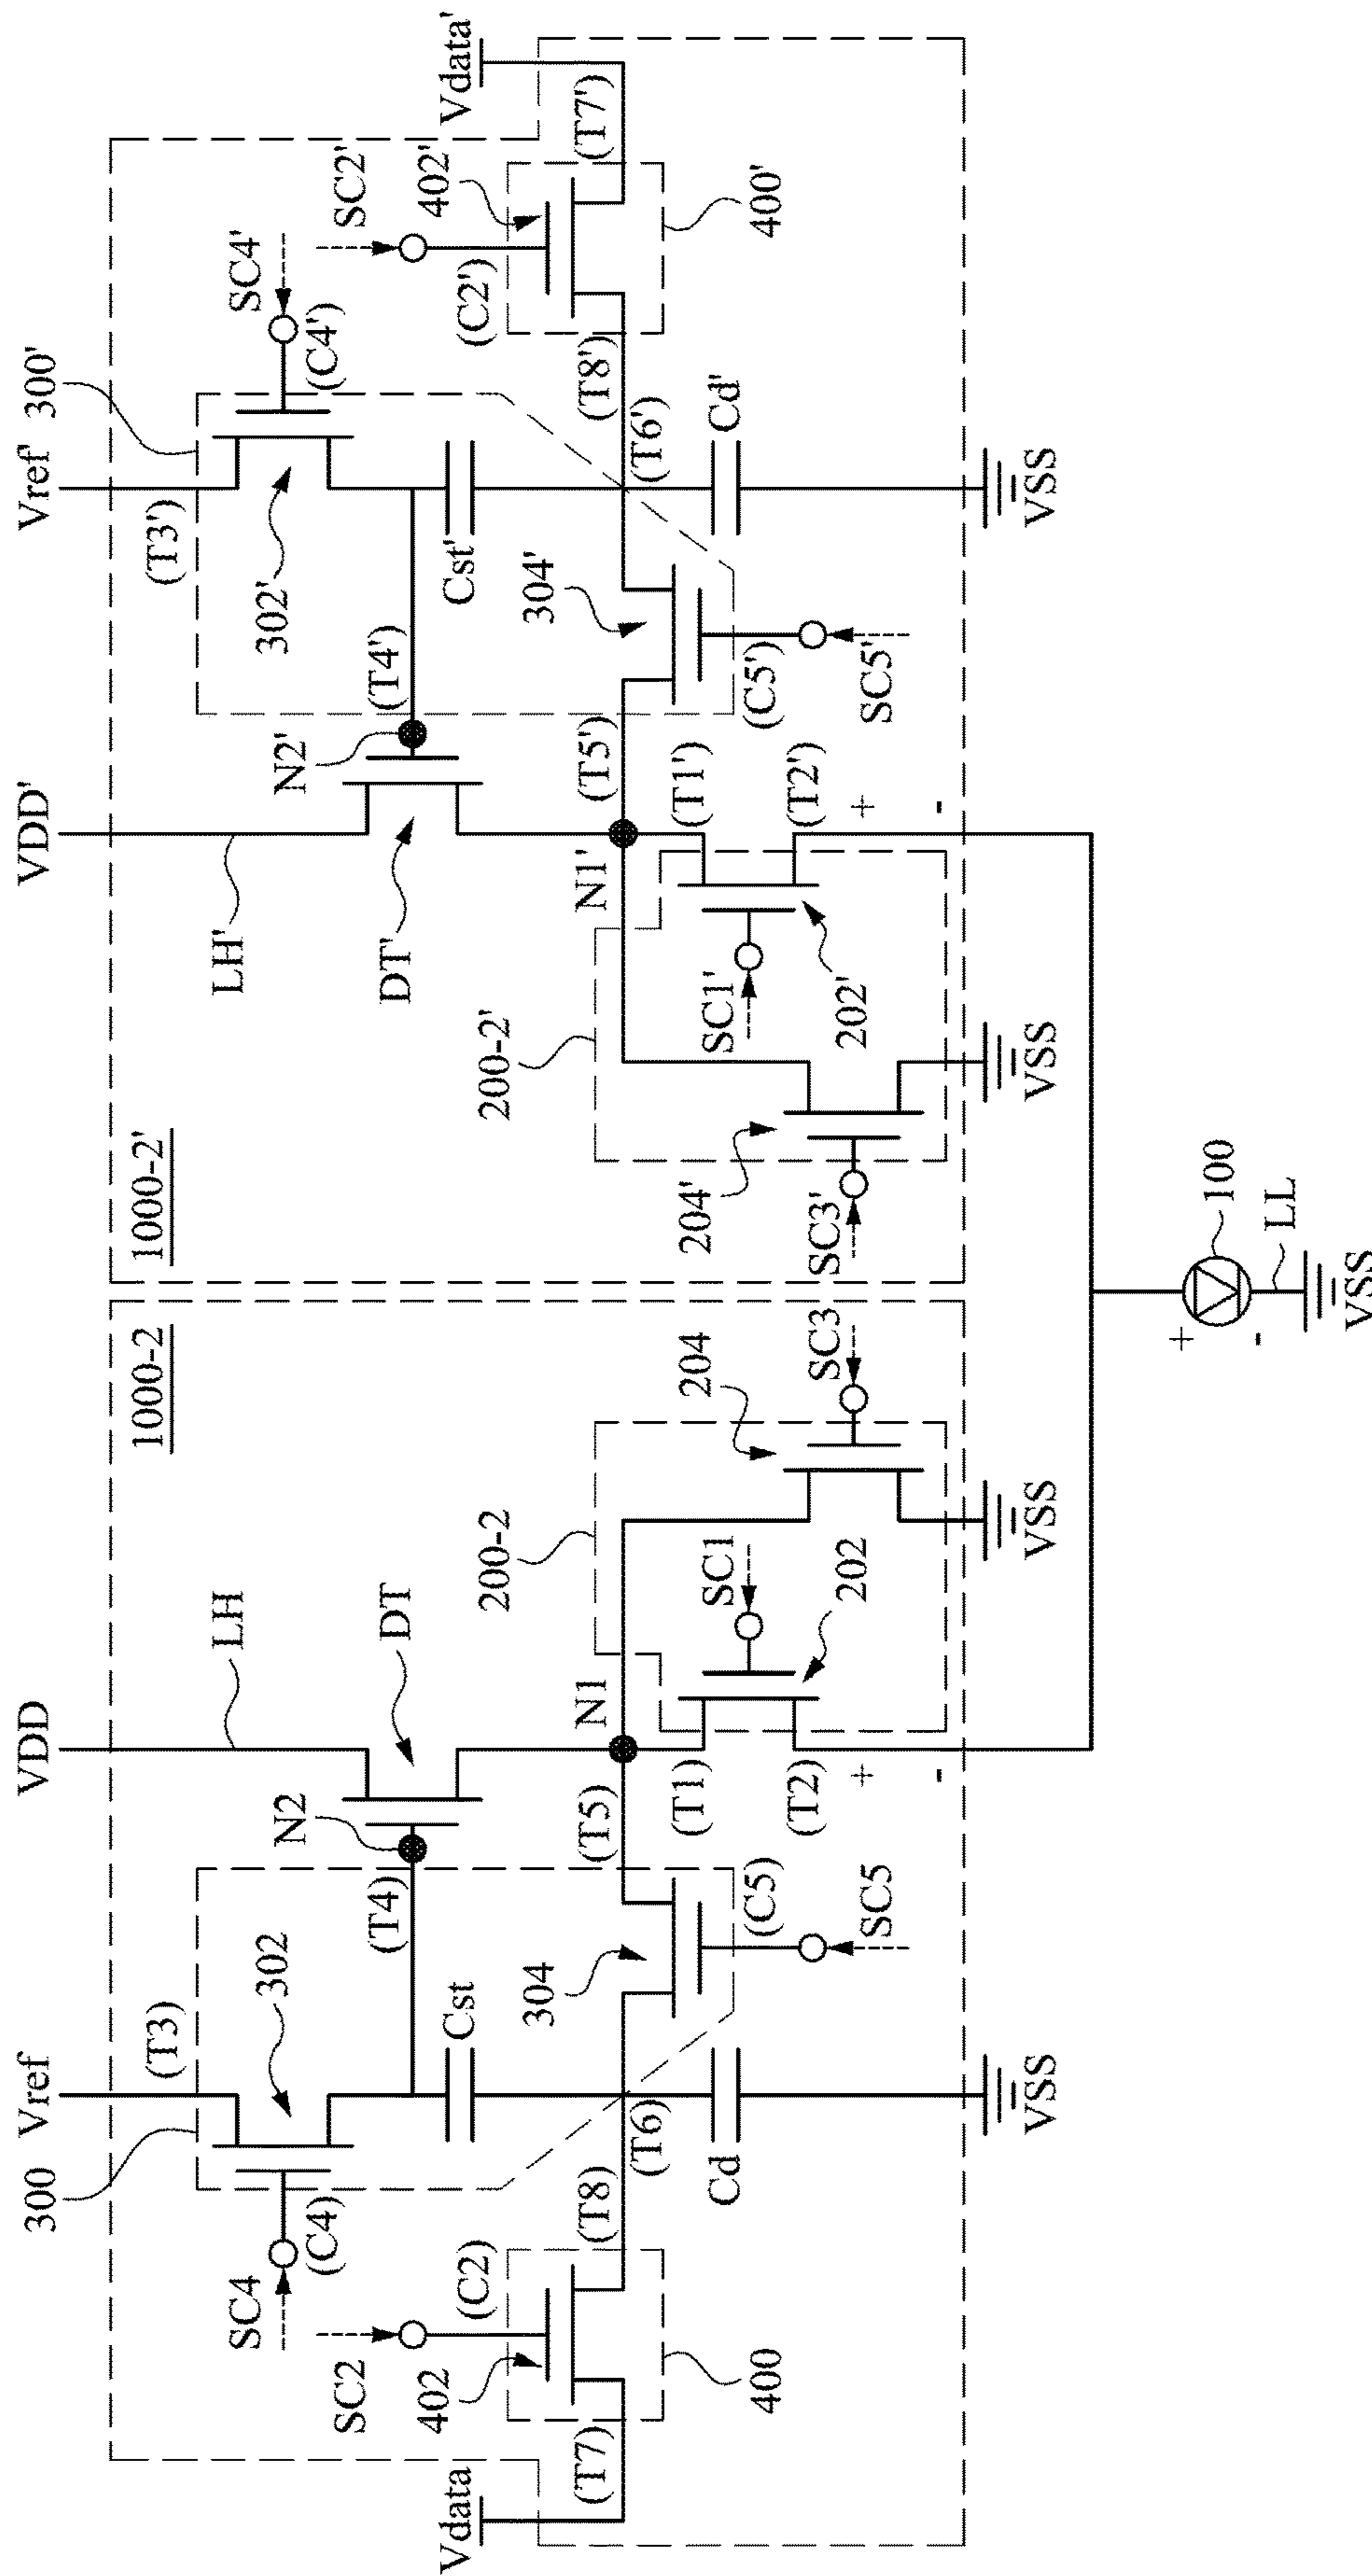 1000-2
300
Vref
(T3)
VDD
LH
302
SC4
(C4)
N2
DT
(T4)
SC2
(C2)
402
Cst
304
(T5)
N1
200-2
204
Vdata
(T7)
(T8)
(T6)
400
Cd
(C5)
SC5
(T1)
(T2)
SC1
202
SC3
+
-
VSS
VSS
1000-2'
VDD'
Vref'
300'
(T3')
LH'
302'
SC4'
(C4')
N2'
DT'
(T4')
SC2'
(C2')
402'
Cst'
304'
(T5')
N1'
200-2'
204'
Vdata'
(T7')
(T8')
(T6')
400'
Cd'
(C5')
SC5'
(T1')
(T2')
SC1'
202'
SC3'
+
-
VSS
VSS
+
-
100
LL
VSS